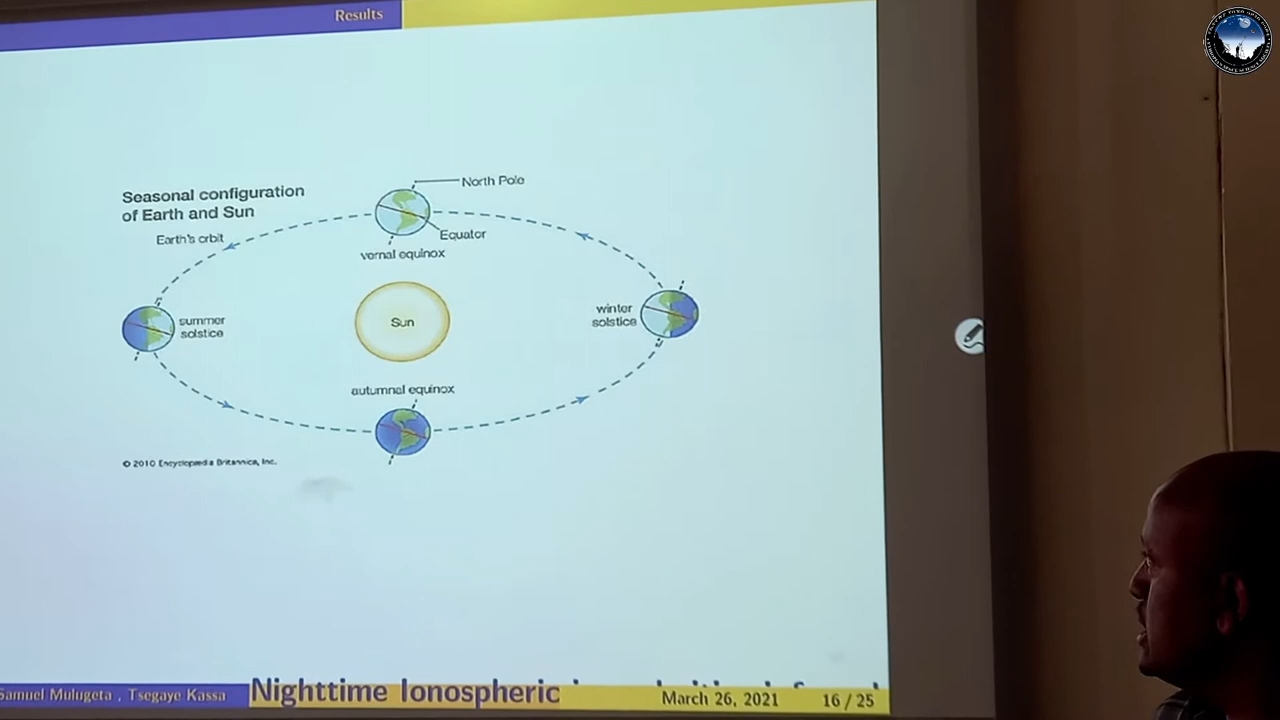 Results
Seasonal configuration
of Earth and Sun
North Pole
Earth's orbit
Equator
vernal equinox
summer
solstice
Sun
winter
solstice
autumnal equinox
© 2010 Encyclopædia Britannica, Inc.
Samuel Mulugeta , Tsegaye Kassa
Nighttime Ionospheric
March 26, 2021
16 / 25